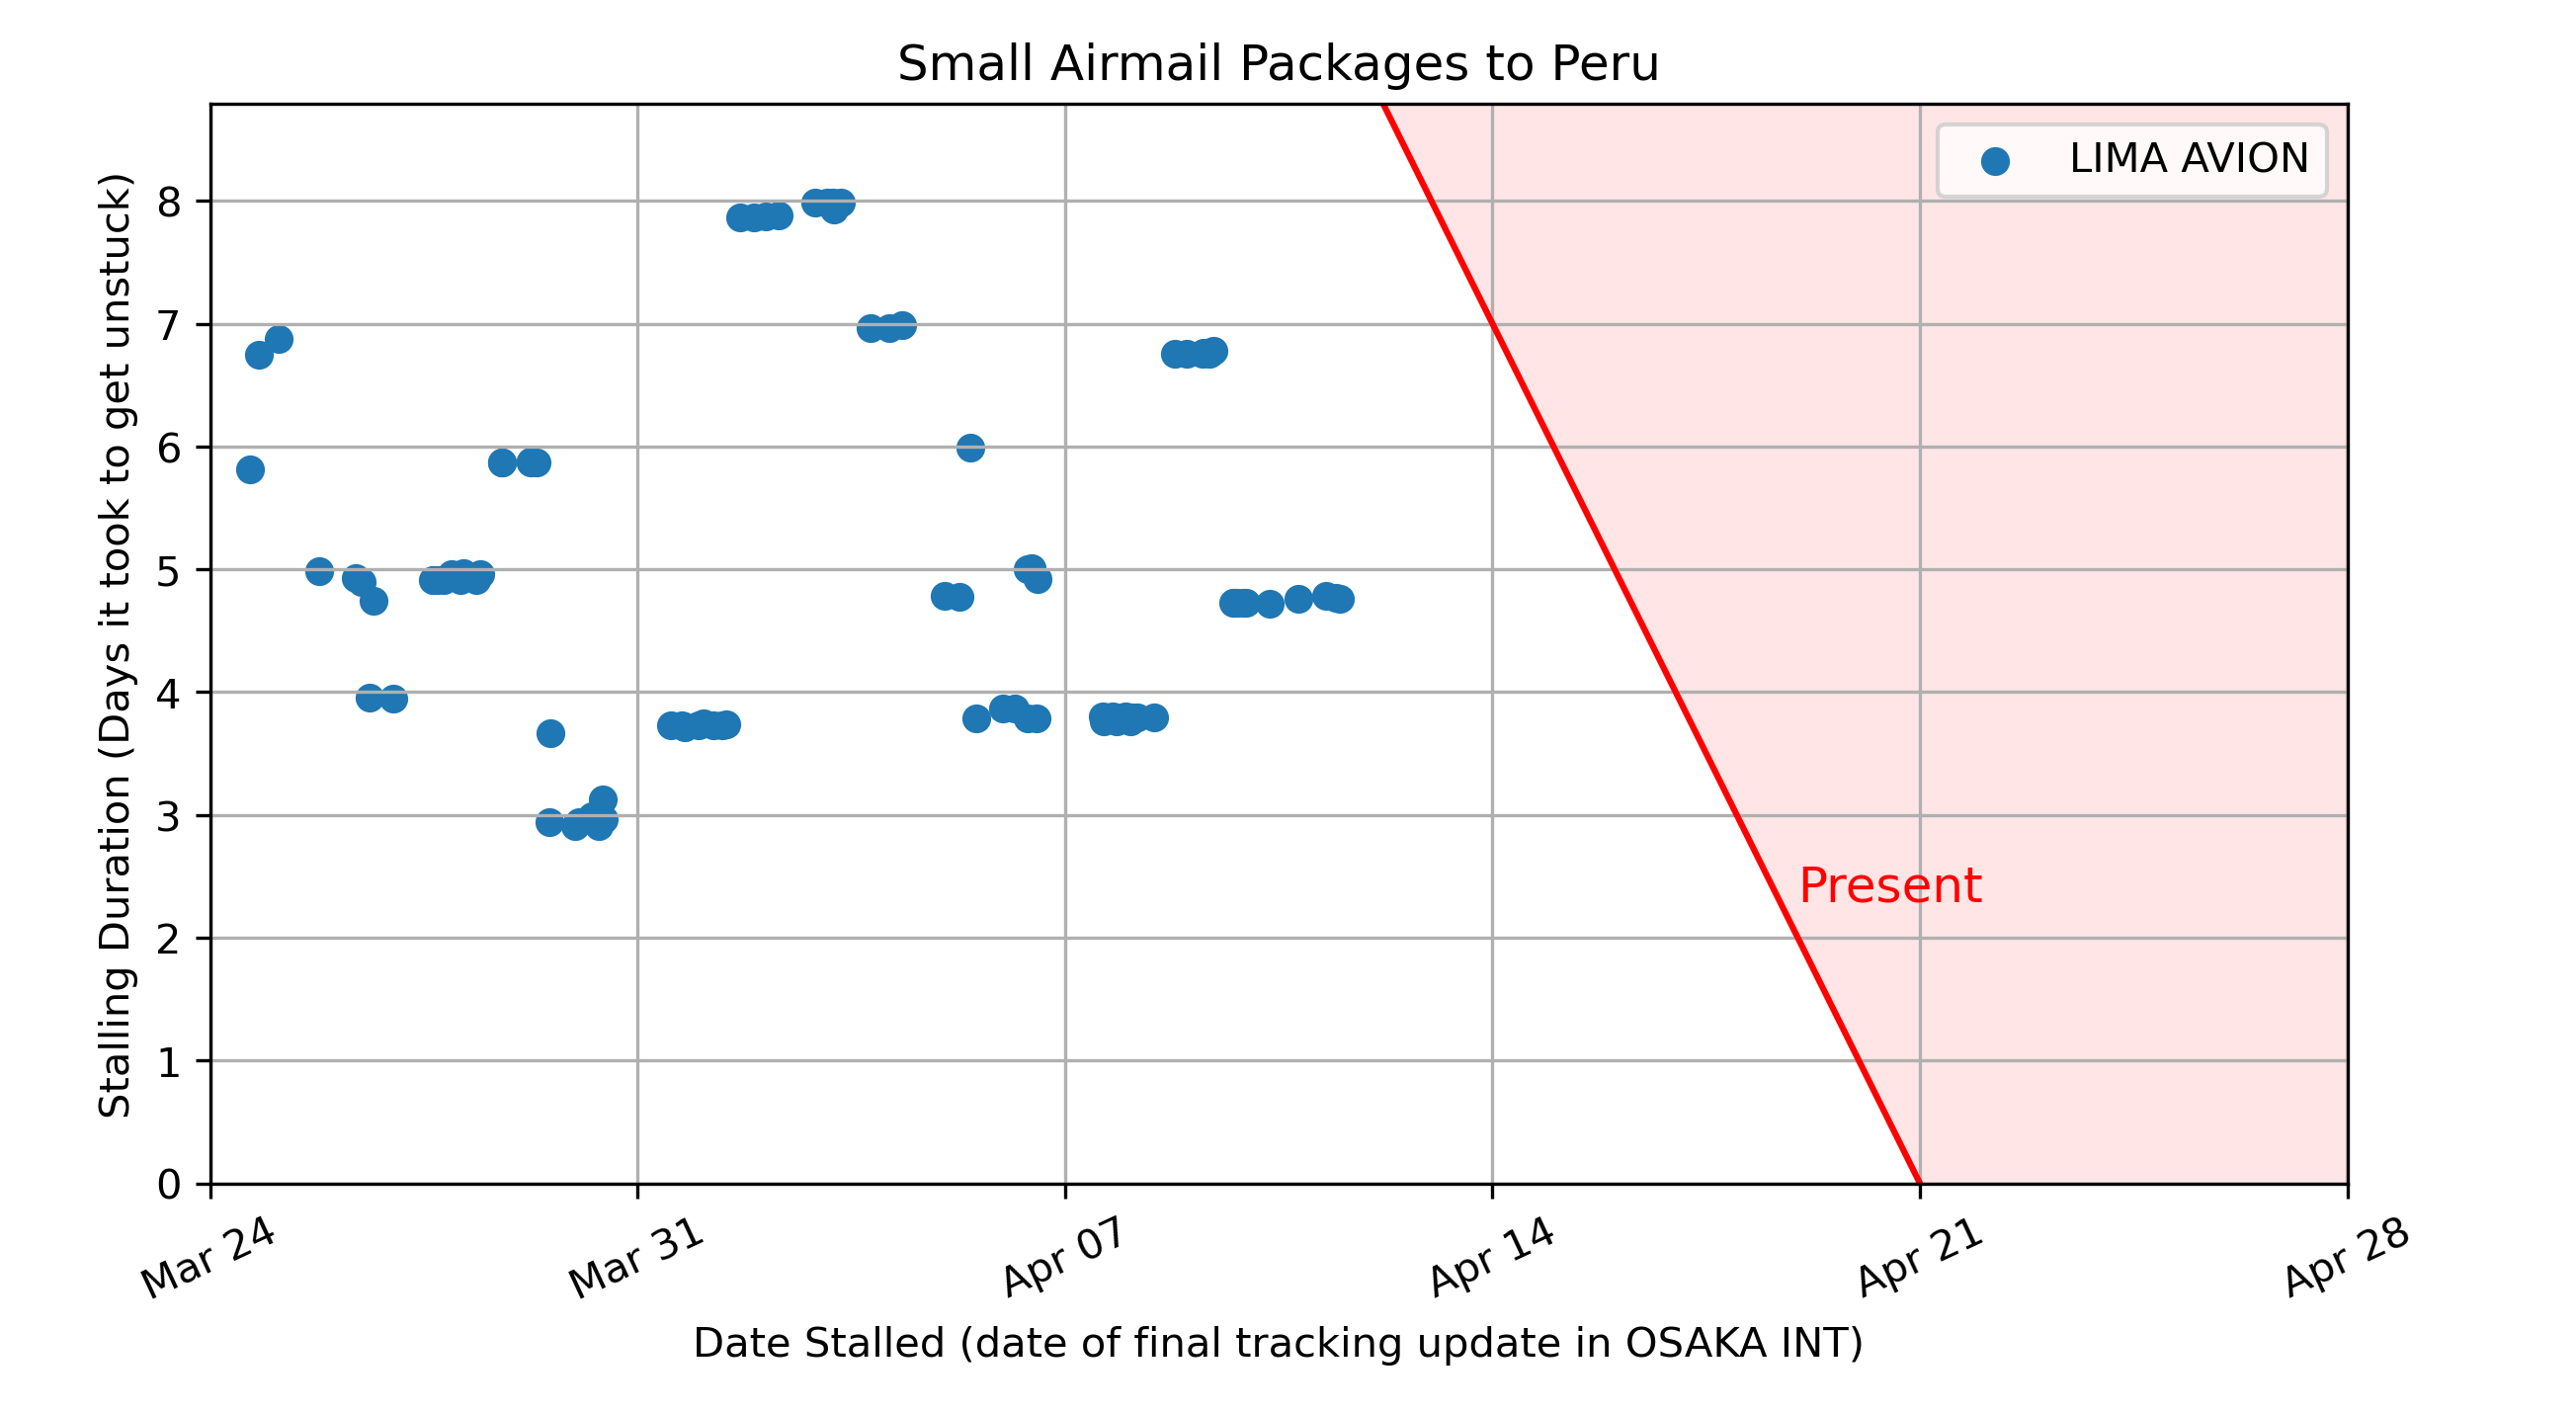 Small Airmail Packages to Peru
LIMA AVION
Stalling Duration (Days it took to get unstuck)
8
7
6
5
4
3
2
1
0
Present
Mar 24
Mar 31
Apr 07
Apr 14
Apr 21
Apr 28
Date Stalled (date of final tracking update in OSAKA INT)